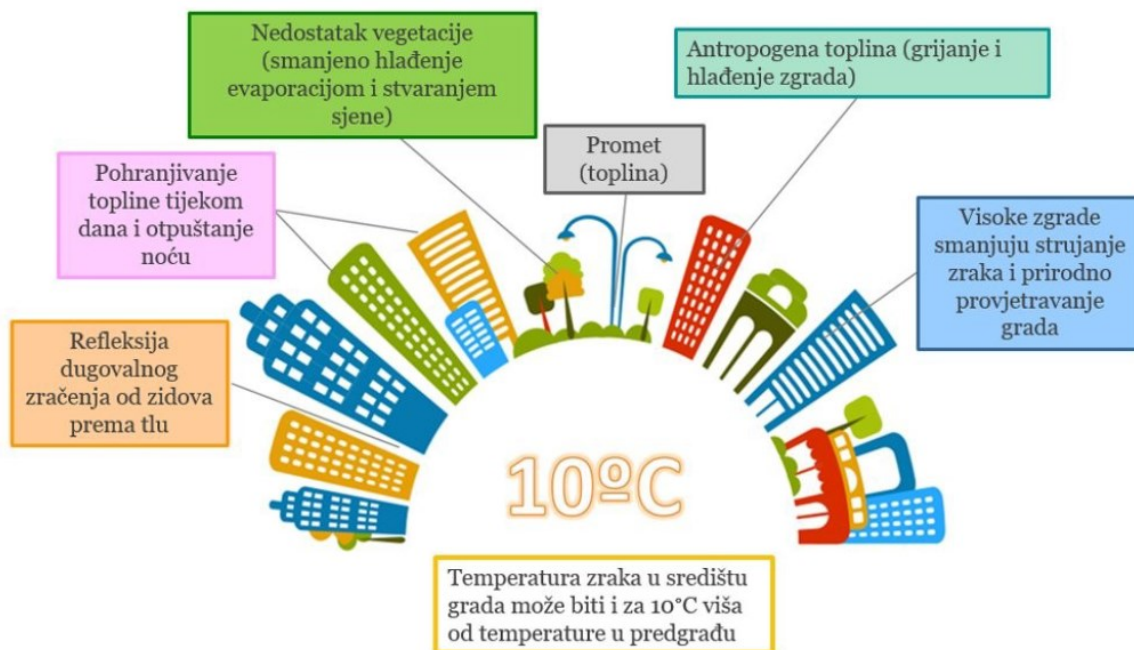 Nedostatak vegetacije
(smanjeno hlađenje
evaporacijom i stvaranjem
sjene)
Antropogena toplina (grijanje i
hlađenje zgrada)
Promet
(toplina)
Pohranjivanje
topline tijekom
dana i otpuštanje
noću
Visoke zgrade
smanjuju strujanje
zraka i prirodno
provjetravanje
grada
Refleksija
dugovalnog
zračenja od zidova
prema tlu
10ºC
Temperatura zraka u središtu
grada može biti i za 10°C viša
od temperature u predgrađu